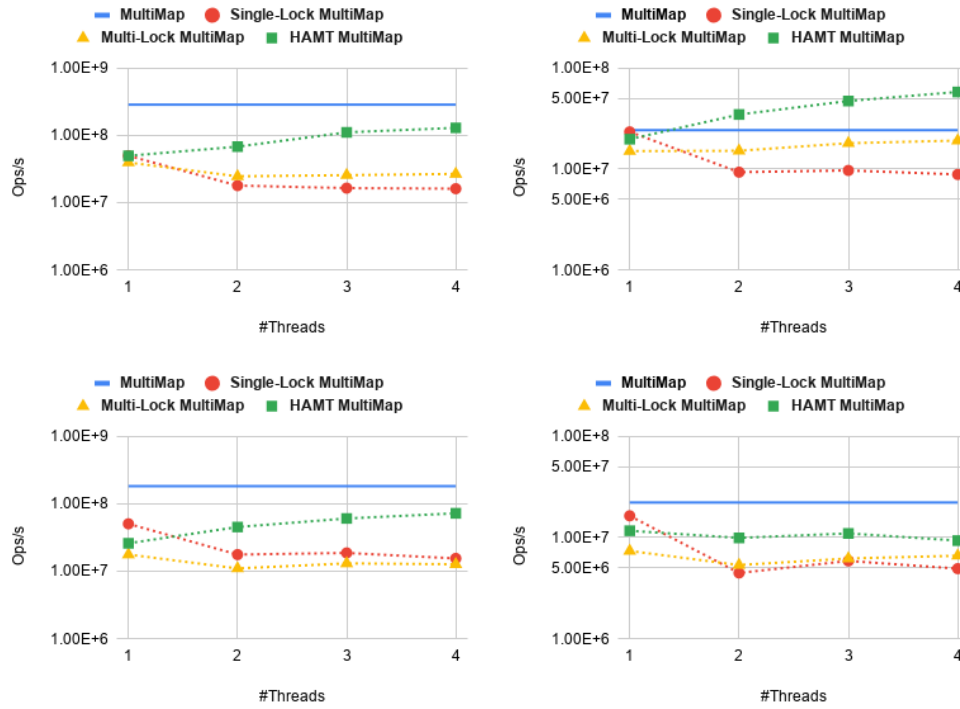 MultiMap Single-Lock MultiMap
Multi-Lock MultiMap HAMT MultiMap
1.00E+9
1.00E+8
1.00E+7
1.00E+6
Ops/s
1 2 3 4
#Threads
MultiMap Single-Lock MultiMap
Multi-Lock MultiMap HAMT MultiMap
1.00E+8
5.00E+7
1.00E+7
5.00E+6
1.00E+6
Ops/s
1 2 3 4
#Threads
MultiMap Single-Lock MultiMap
Multi-Lock MultiMap HAMT MultiMap
1.00E+9
1.00E+8
1.00E+7
1.00E+6
Ops/s
1 2 3 4
#Threads
MultiMap Single-Lock MultiMap
Multi-Lock MultiMap HAMT MultiMap
1.00E+8
5.00E+7
1.00E+7
5.00E+6
1.00E+6
Ops/s
1 2 3 4
#Threads